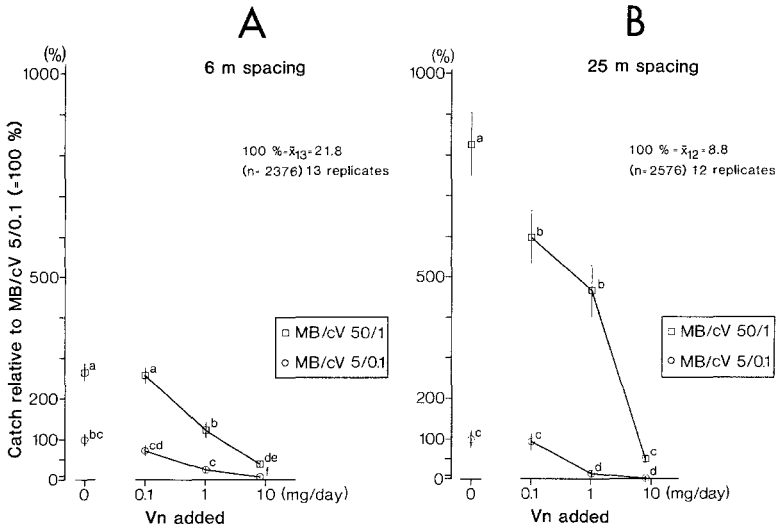 A
B
(%)
(%)
1000
6 m spacing
1000
25 m spacing
100 %-x̄13=21.8
(n- 2376) 13 replicates
100 %-x̄12=8.8
(n=2576) 12 replicates
Catch relative to MB/cV 5/0.1 (=100 %)
a
b
b
500
500
MB/cV 50/1
MB/cV 5/0.1
MB/cV 50/1
MB/cV 5/0.1
a
a
200
200
b
100
bc
cd
c
de
f
100
c
c
d
c
d
0
0
0
0.1
1
10 (mg/day)
Vn added
0
0.1
1
10 (mg/day)
Vn added